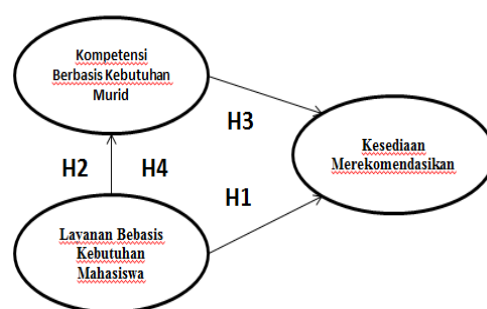 Kompetensi
Berbasis Kebutuhan
Murid
H3
Kesediaan
Merekomendasikan
H2 H4
H1
Layanan Bebasis
Kebutuhan
Mahasiswa